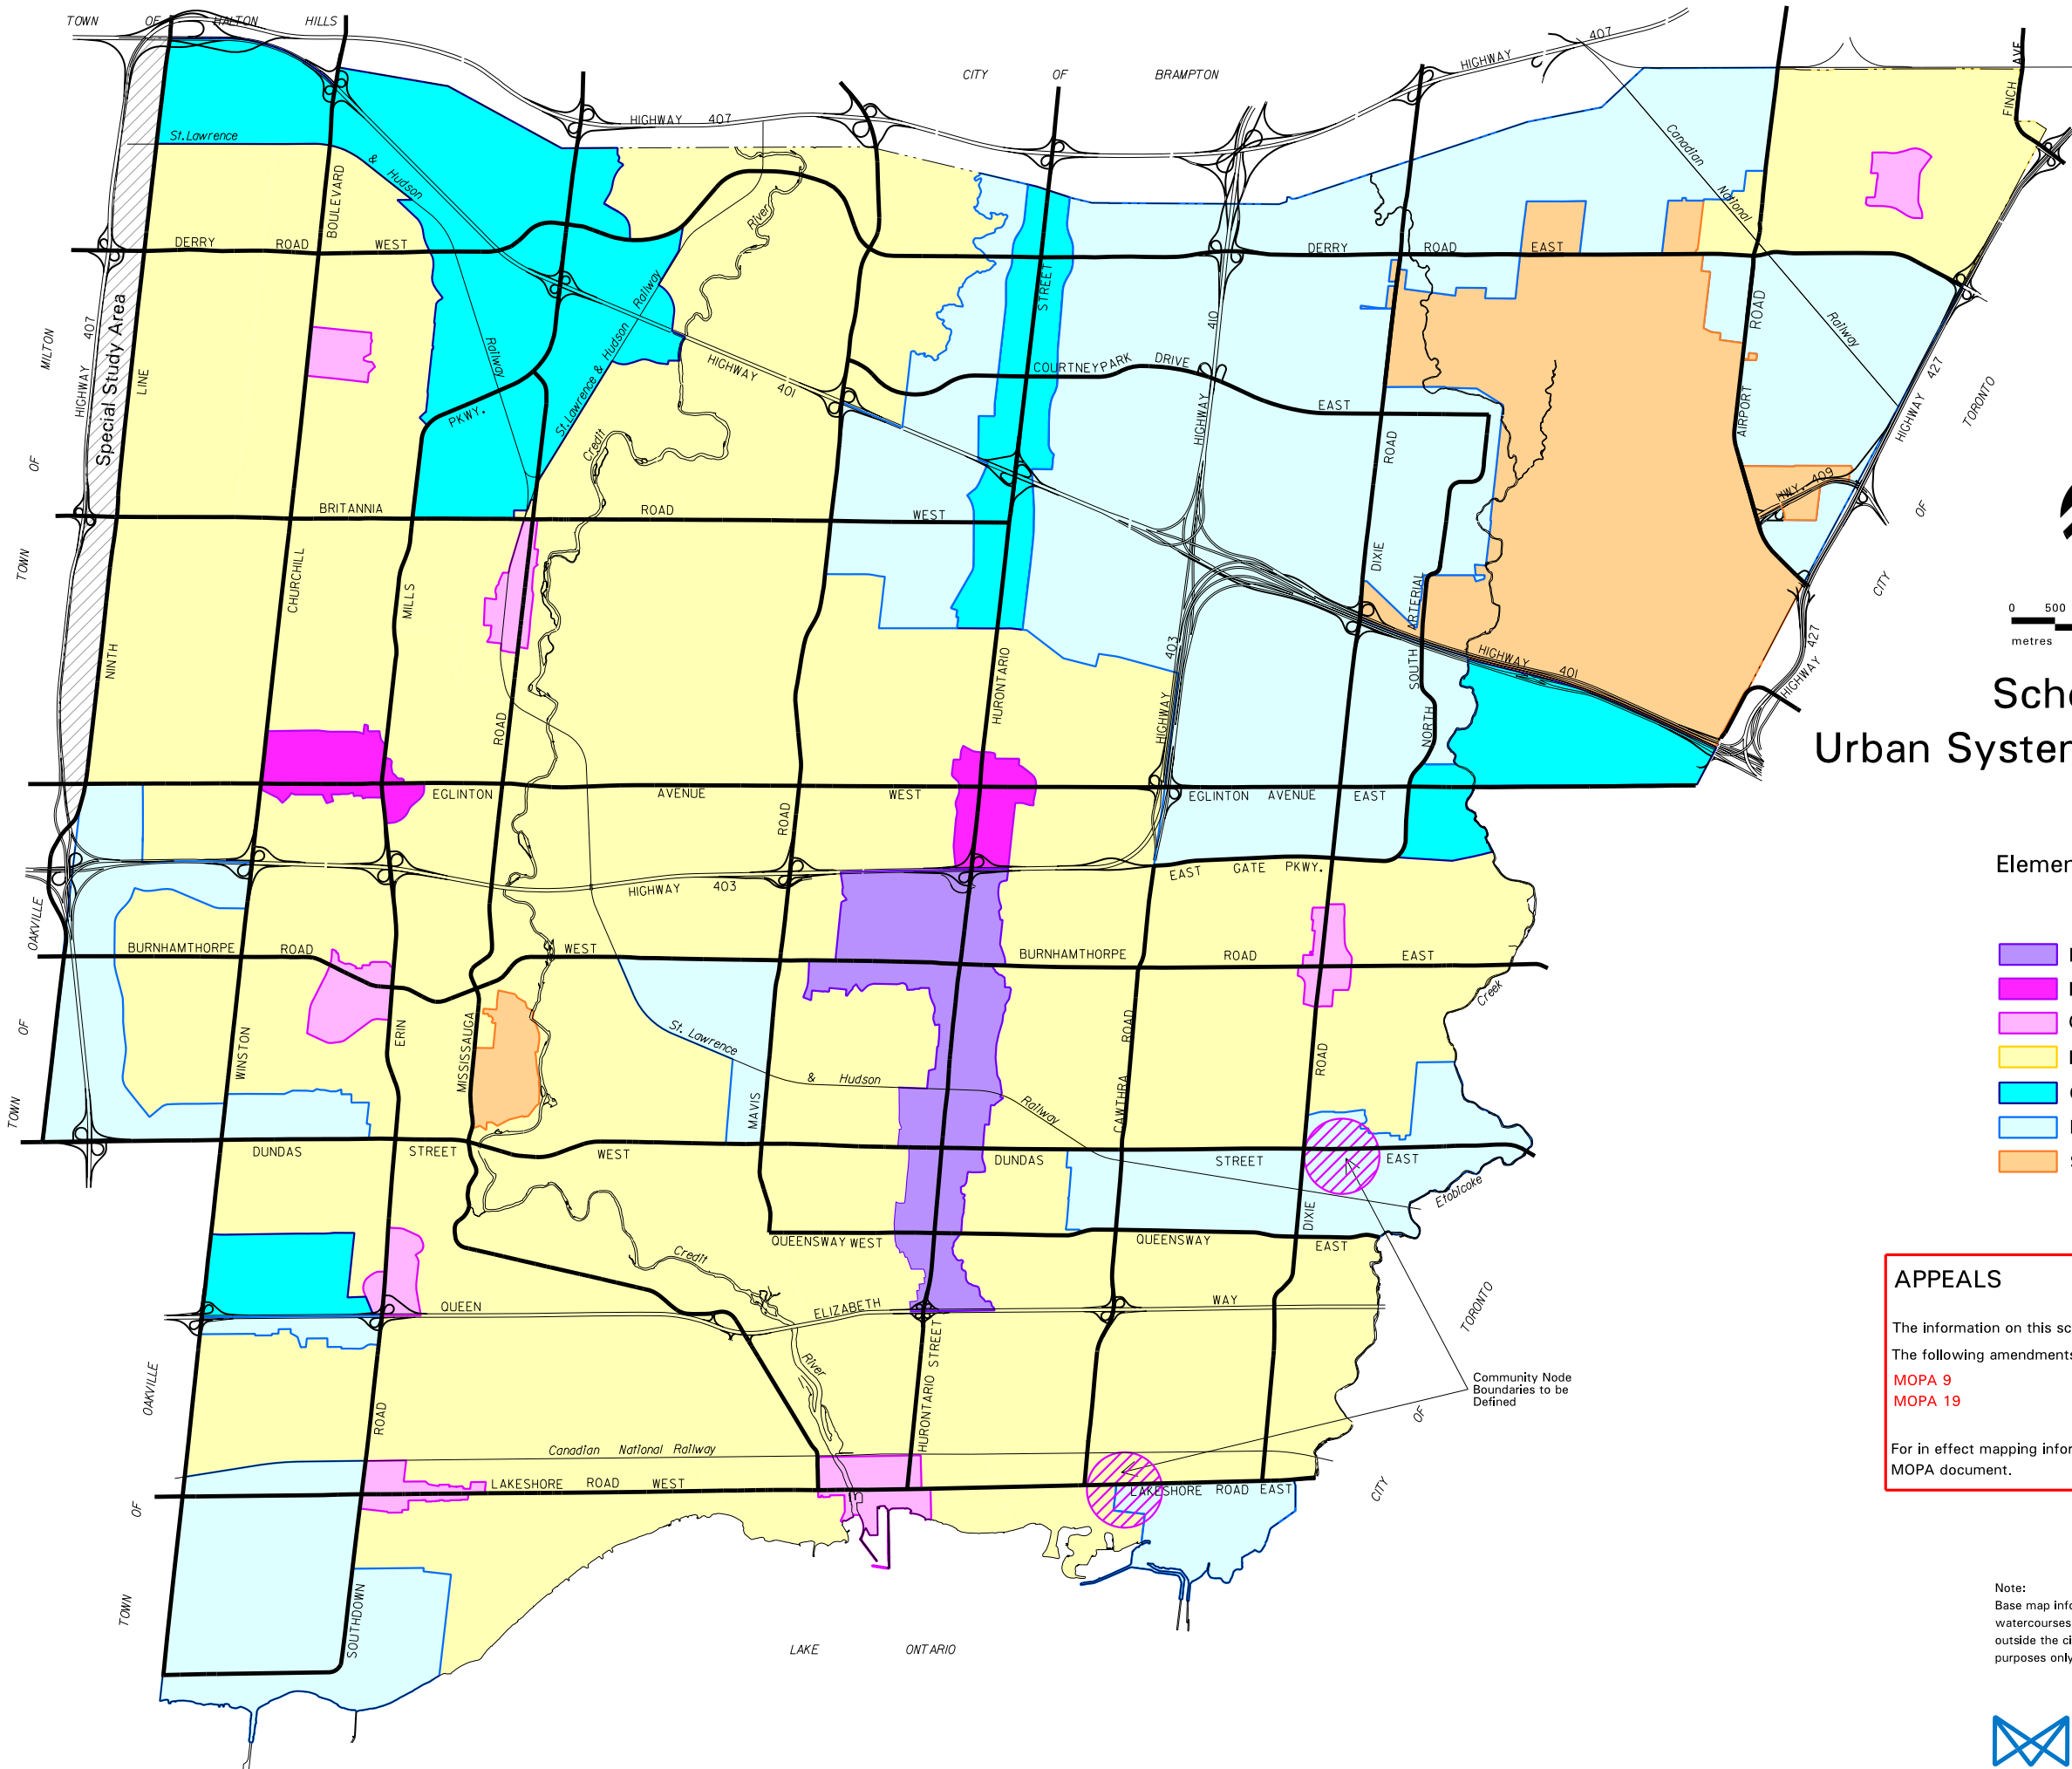 TOWN OF HALTON HILLS
CITY OF BRAMPTON
HIGHWAY 407
HIGHWAY 407
FINCH AVE
St.Lawrence & Hudson Railway
BOULEVARD
River
Canadian National Railway
DERRY ROAD WEST
DERRY ROAD EAST
STREET
ROAD
Special Study Area
MILTON
HIGHWAY 407
LINE
St.Lawrence & Hudson Railway
HIGHWAY 401
COURTNEYPARK DRIVE EAST
410
HIGHWAY
PKWY.
Credit
ROAD
AIRPORT
HIGHWAY 427
TORONTO
OF
HWY. 409
BRITANNIA ROAD WEST
OF
TOWN
CHURCHILL
MILLS
DIXIE
ARTERIAL
CITY
0 500
metres
NINTH
ROAD
HURONTARIO
403
HIGHWAY
SOUTH
NORTH
HIGHWAY 401
HIGHWAY 427
Urban
EGLINTON AVENUE WEST
EGLINTON AVENUE EAST
ROAD
HIGHWAY 403
EAST GATE PKWY.
OAKVILLE
BURNHAMTHORPE ROAD WEST
BURNHAMTHORPE ROAD EAST
Creek
OF
WINSTON
ERIN
MISSISSAUGA
St. Lawrence & Hudson Railway
MAVIS
ROAD
CAWTHRA
ROAD
TOWN
DUNDAS STREET WEST
DUNDAS STREET EAST
Etobicoke
DIXIE
QUEENSWAY WEST
QUEENSWAY EAST
Credit
River
QUEEN ELIZABETH WAY
TORONTO
OAKVILLE
APPEALS
The information on this
The following
MOPA 9
MOPA 19
For in effect mapping
MOPA document.
Community Node
Boundaries to be
Defined
HURONTARIO STREET
ROAD
OF
Canadian National Railway
LAKESHORE ROAD WEST
LAKESHORE ROAD EAST
CITY
OF
TOWN
SOUTHDOWN
LAKE ONTARIO
Note:
Base map
watercourses
outside the
purposes only